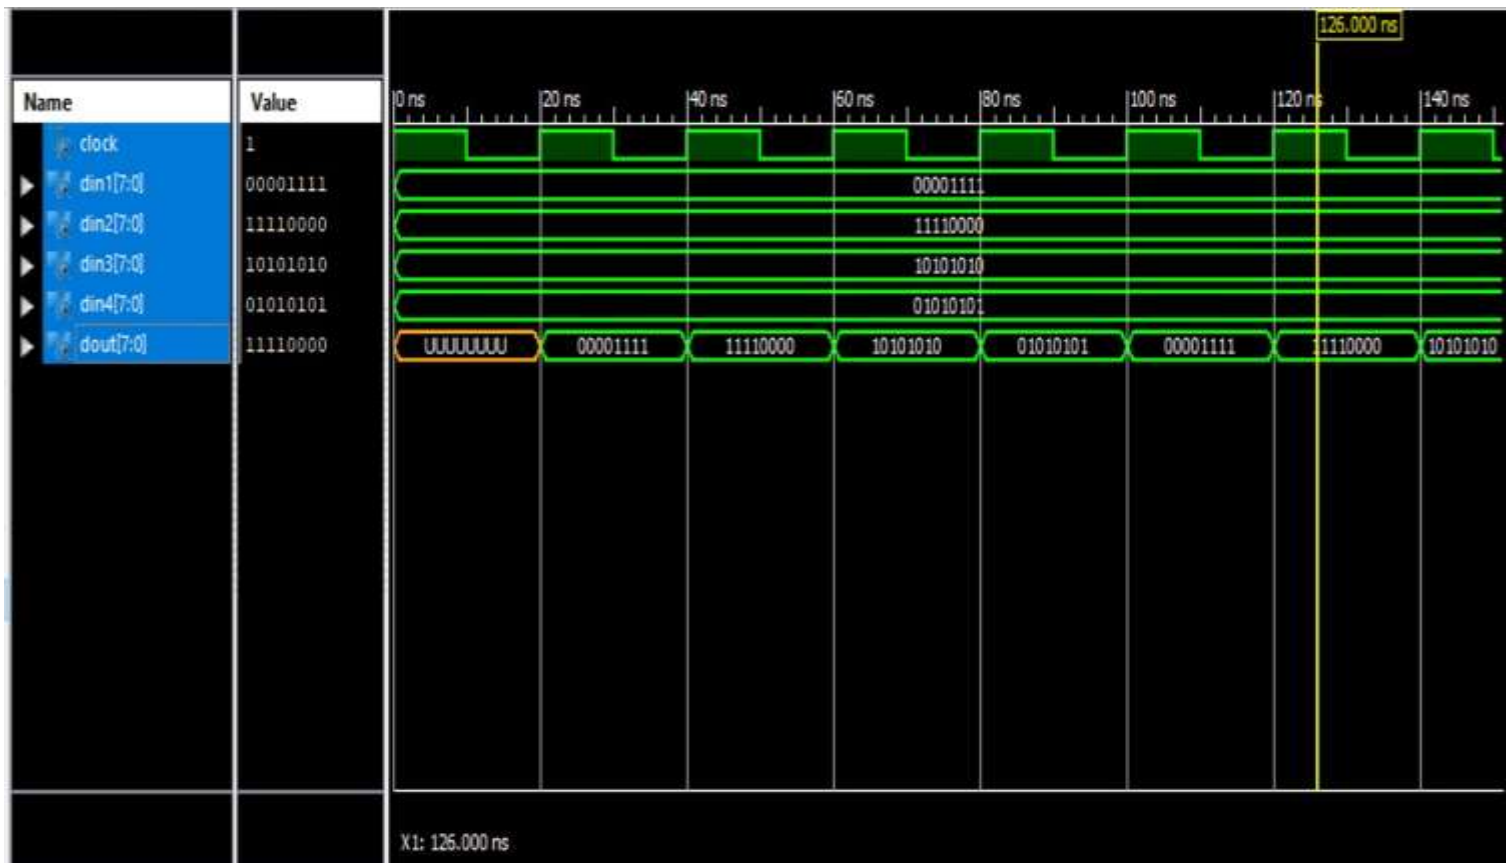 126.000 ns
Name Value 0 ns 20 ns 40 ns 60 ns 80 ns 100 ns 120 ns 140 ns
clock 1
din1[7:0] 00001111 00001111
din2[7:0] 11110000 11110000
din3[7:0] 10101010 10101010
din4[7:0] 01010101 01010101
dout[7:0] 11110000 UUUUUUUU 00001111 11110000 10101010 01010101 00001111 11110000 10101010
X1: 126.000 ns